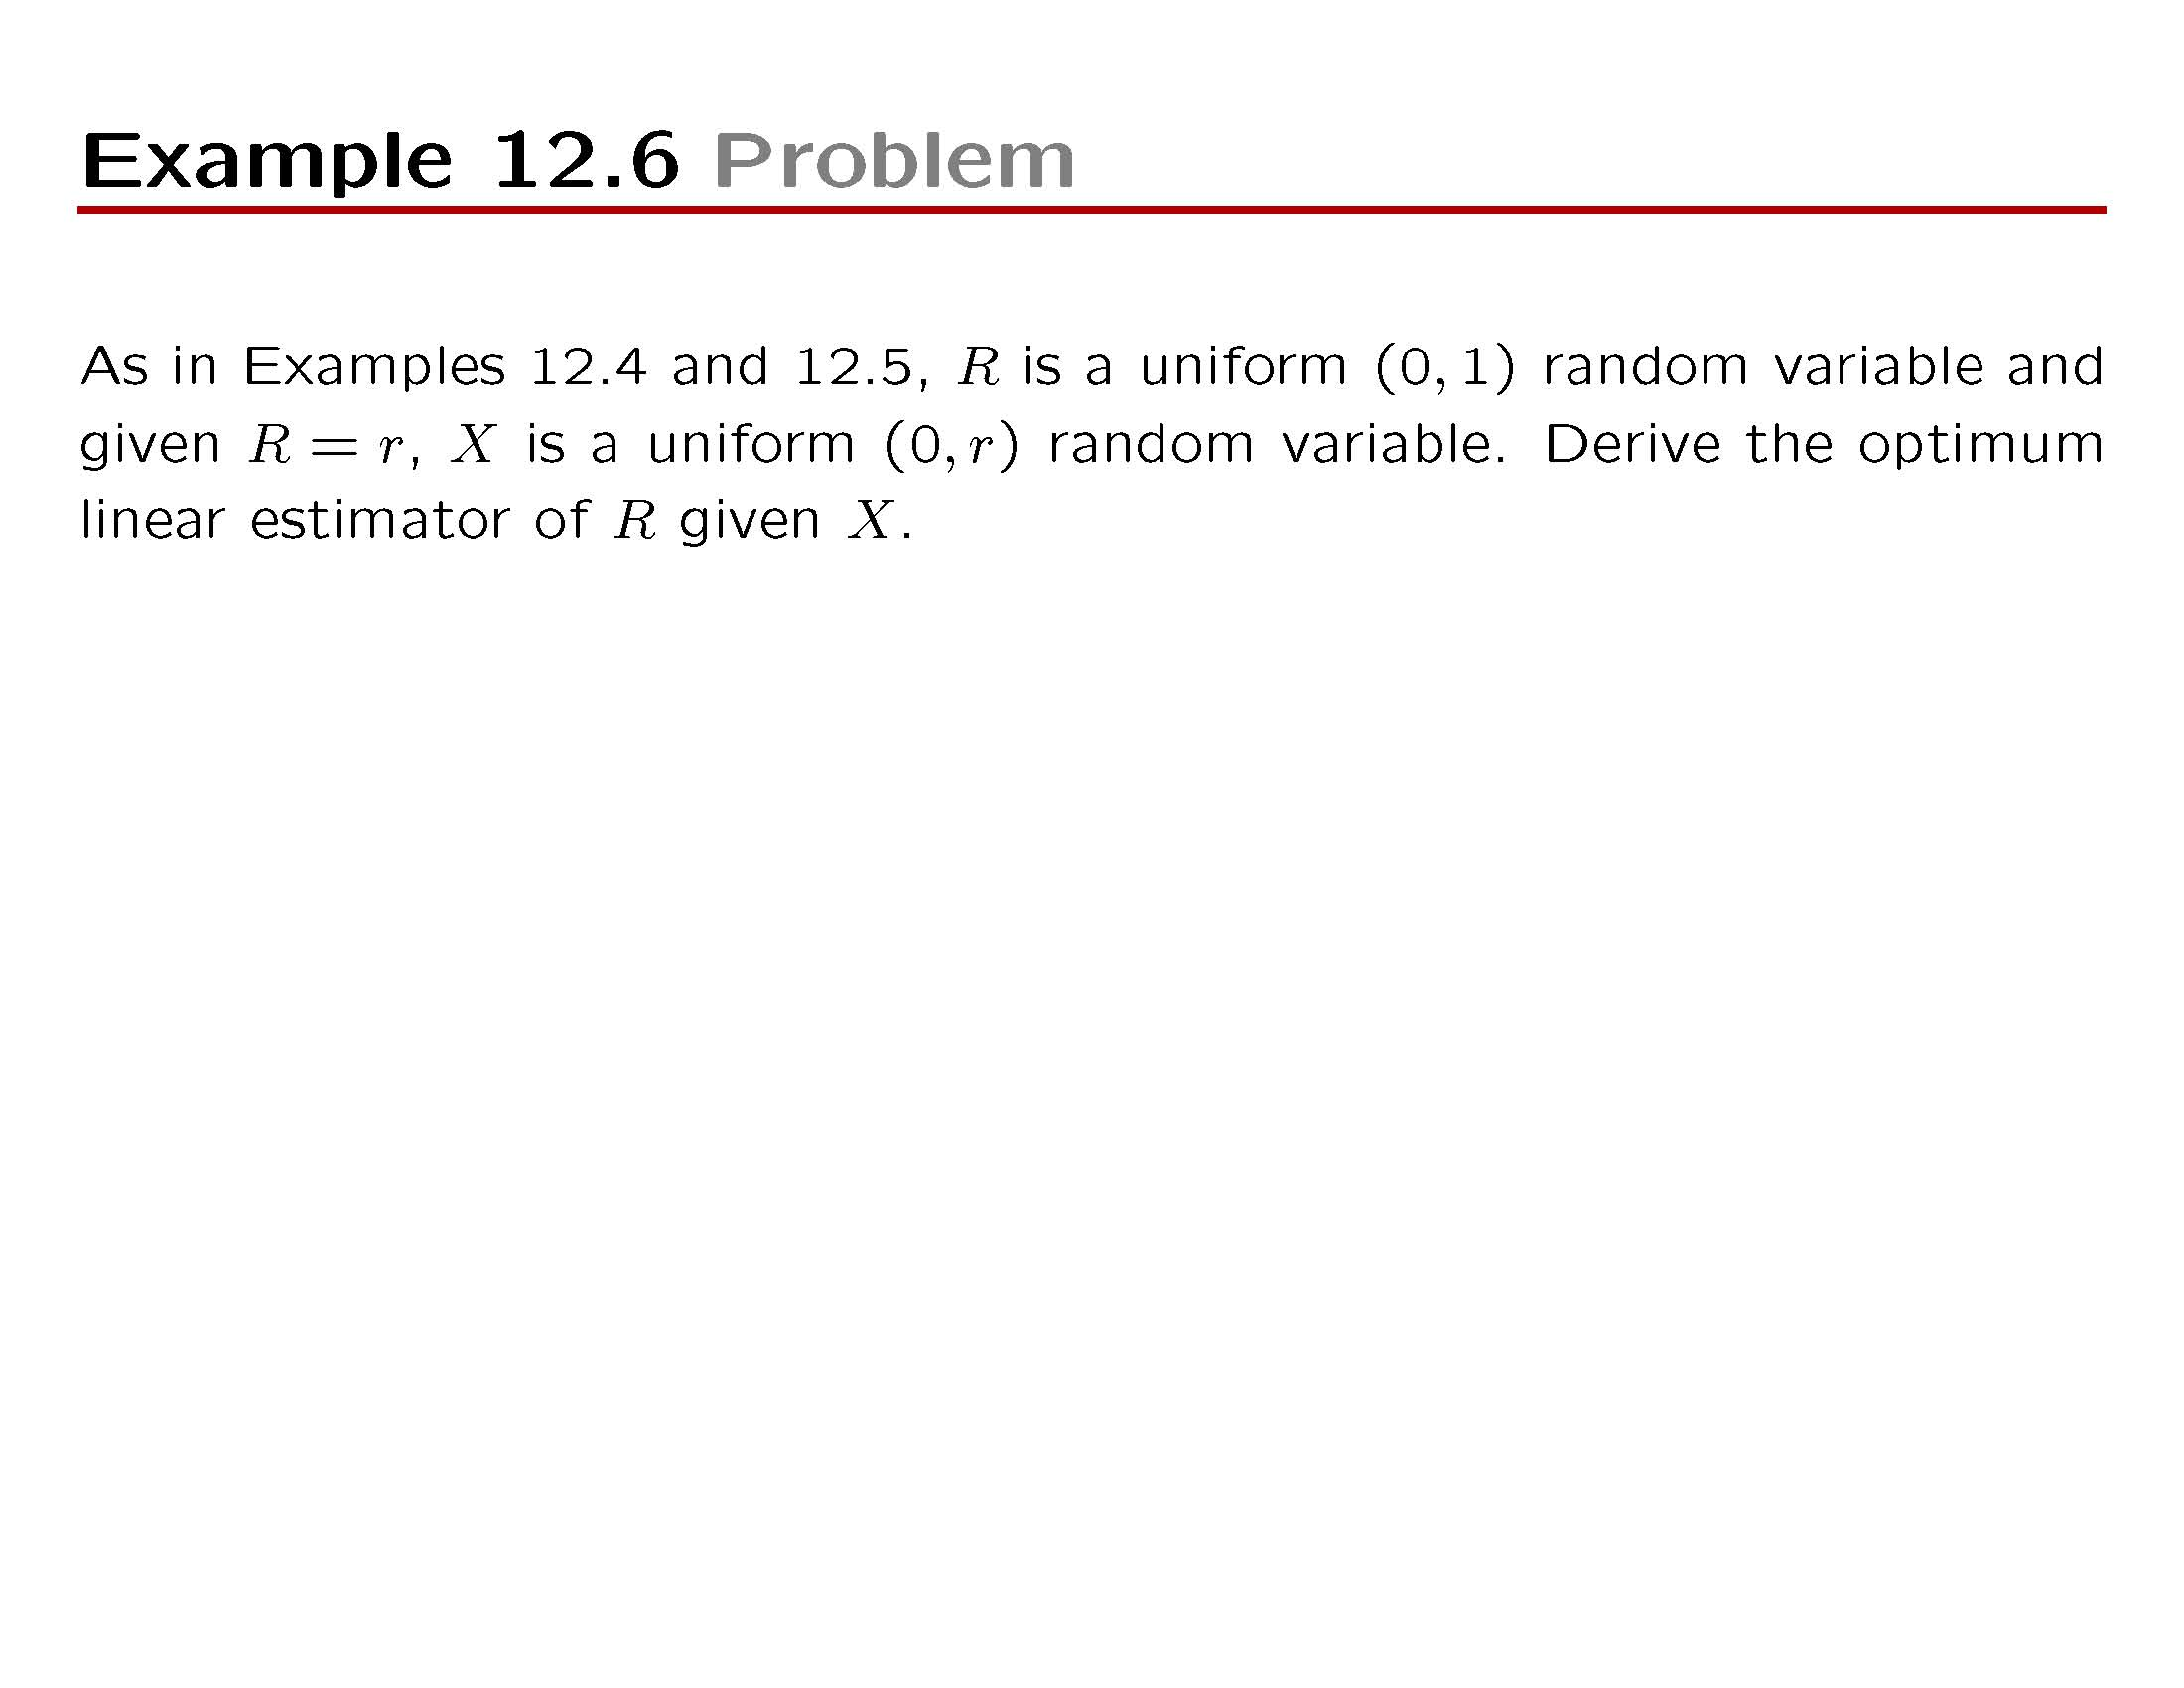 Example 12.6 Problem
As in Examples 12.4 and 12.5, R is a uniform (0, 1) random variable and
given R = r, X is a uniform (0, r) random variable. Derive the optimum
linear estimator of R given X.